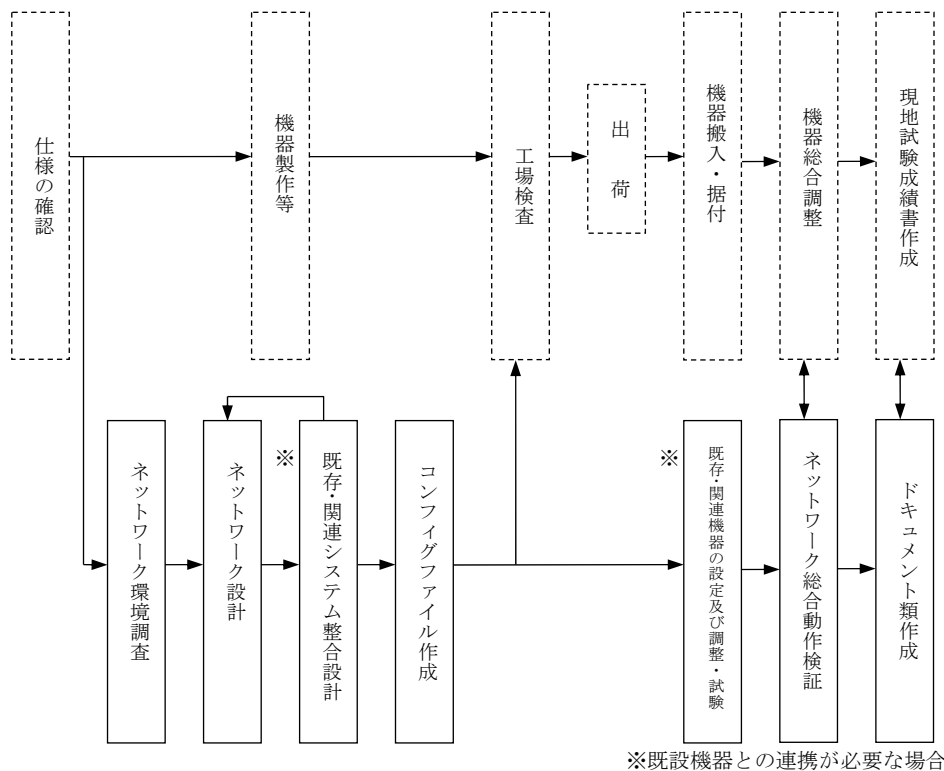 仕様の確認
機器製作等
工場検査
出荷
機器搬入・据付
機器総合調整
現地試験成績書作成
ネットワーク環境調査
ネットワーク設計
※
既存・関連システム整合設計
コンフィグファイル作成
※
既存・関連機器の設定及び調整・試験
ネットワーク総合動作検証
ドキュメント類作成
※既設機器との連携が必要な場合